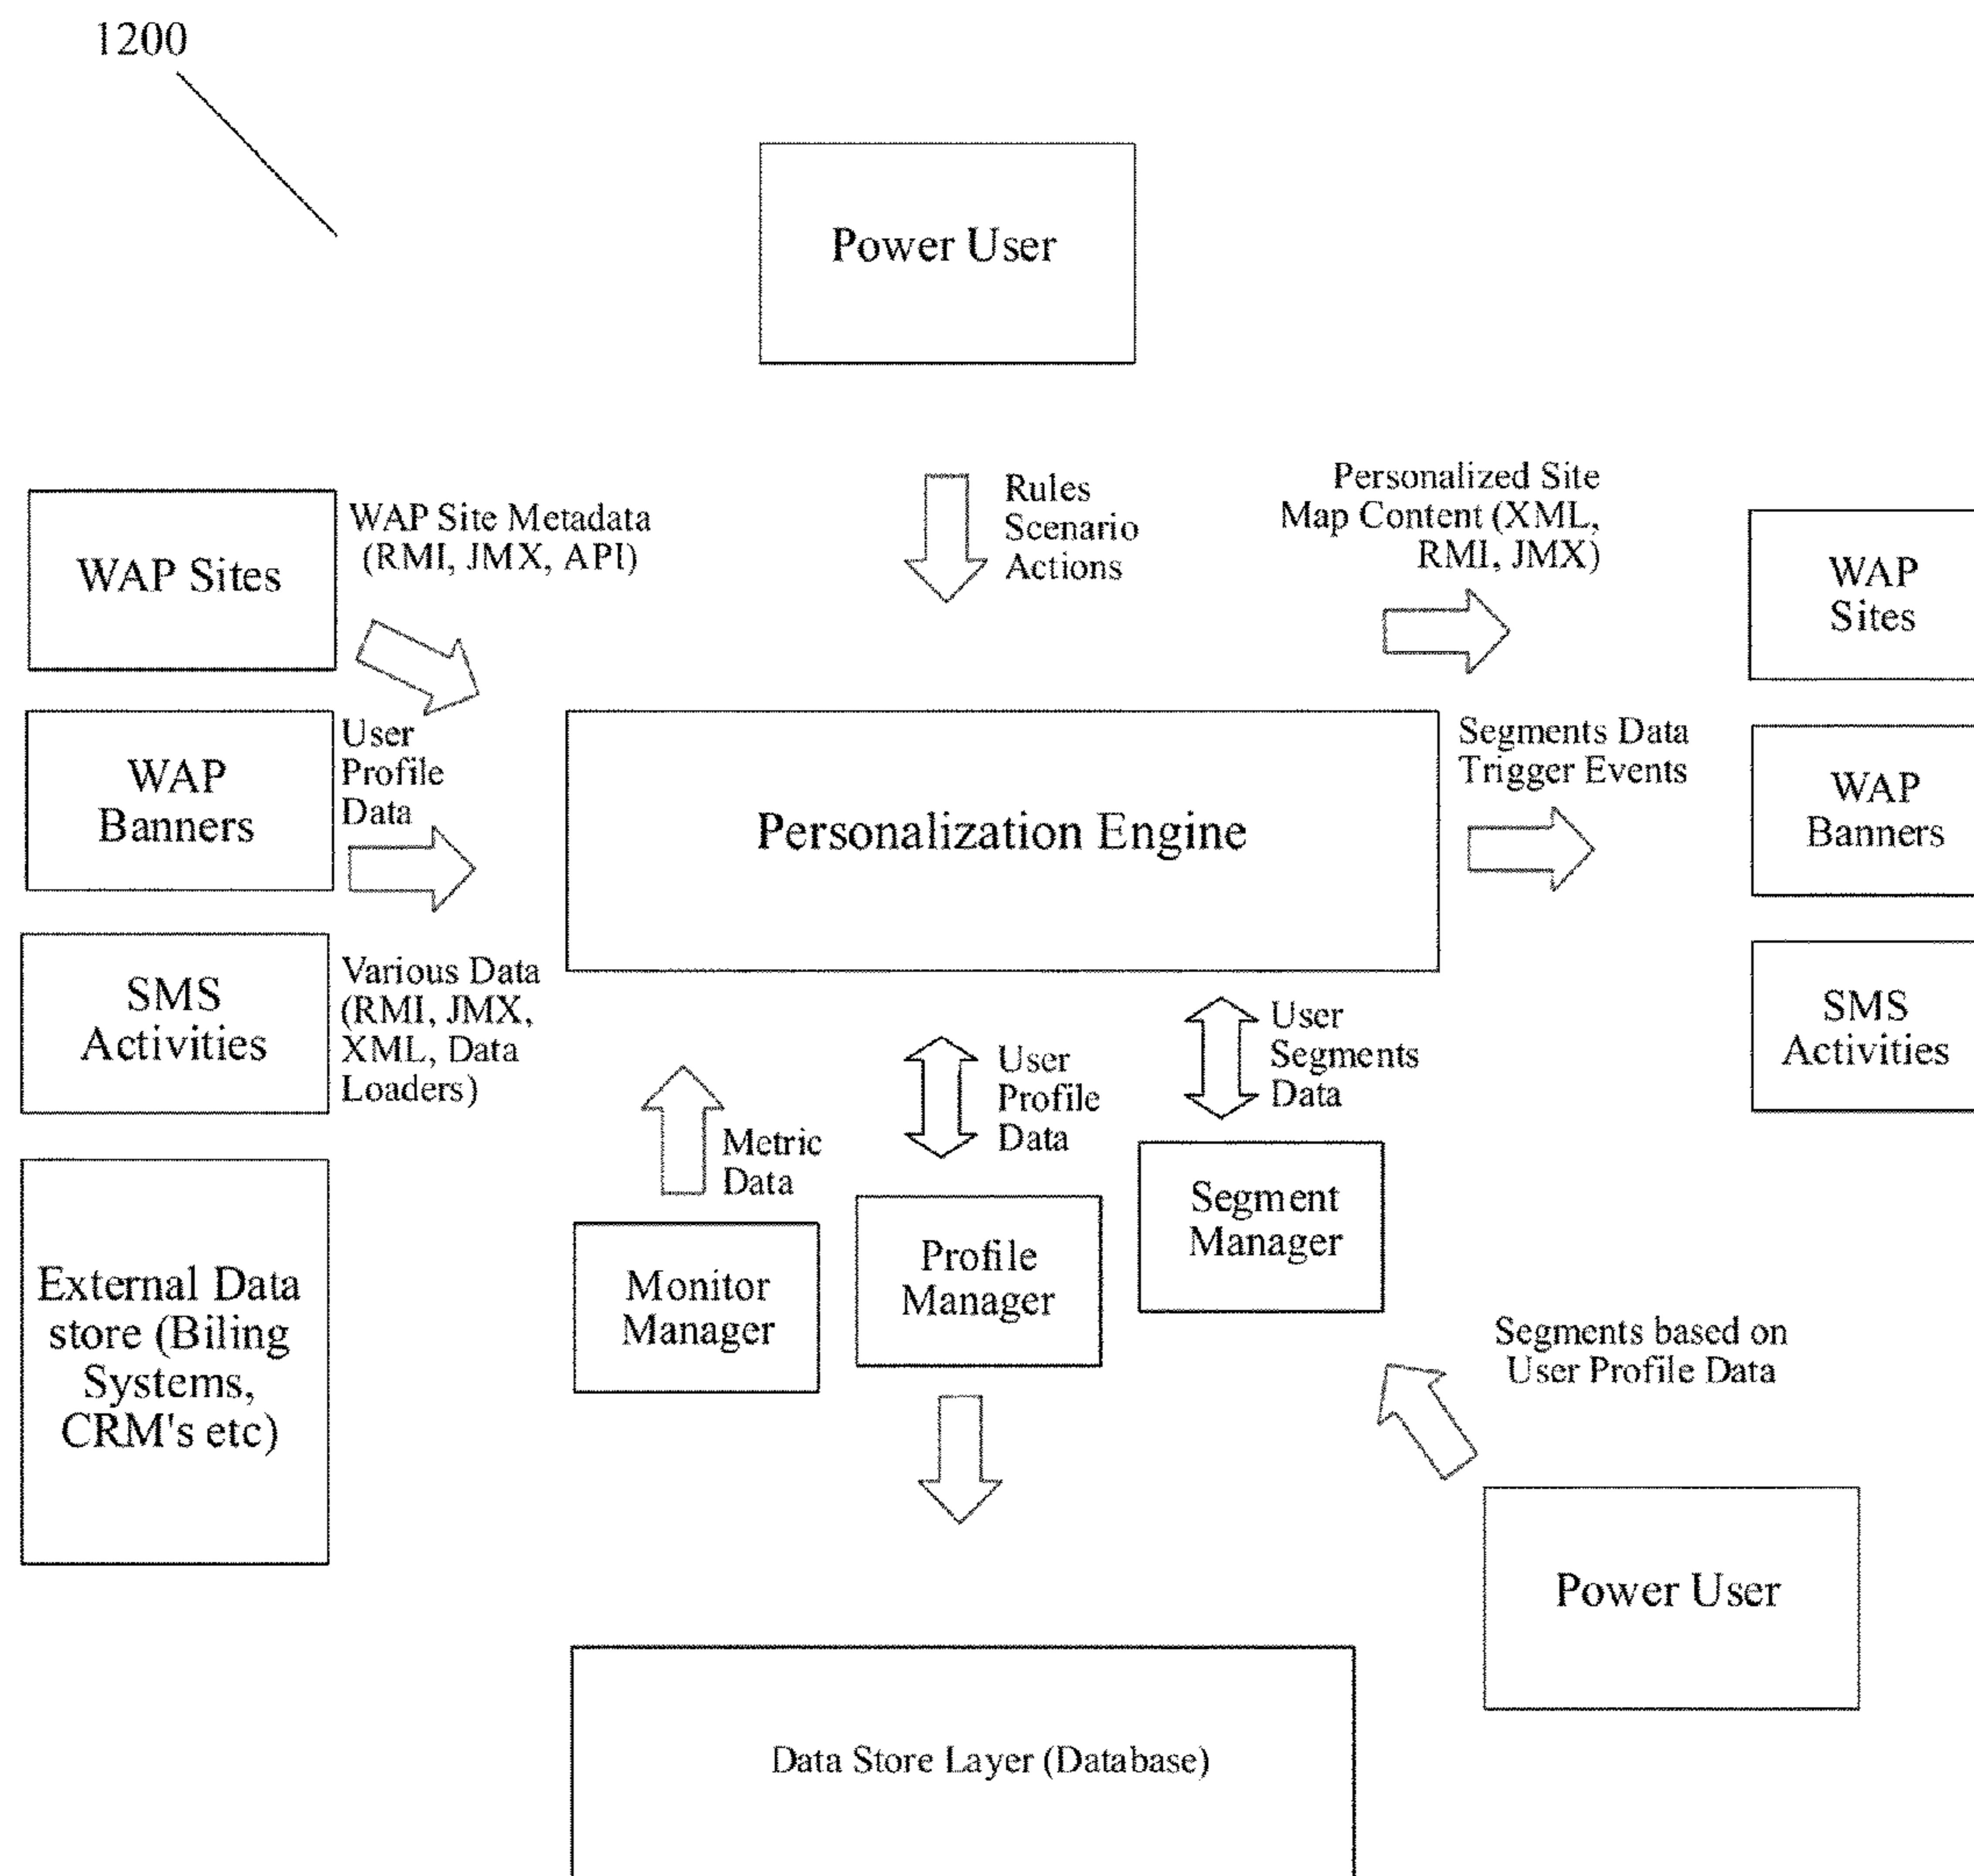 1200
Power User
WAP Sites
WAP Site Metadata
(RMI, JMX, API)
Rules
Scenario
Actions
Personalized Site
Map Content (XML,
RMI, JMX)
WAP
Sites
WAP
Banners
User
Profile
Data
Personalization Engine
Segments Data
Trigger Events
WAP
Banners
SMS
Activities
Various Data
(RMI, JMX,
XML, Data
Loaders)
Metric
Data
User
Profile
Data
User
Segments
Data
SMS
Activities
External Data
store (Biling
Systems,
CRM's etc)
Monitor
Manager
Profile
Manager
Segment
Manager
Segments based on
User Profile Data
Power User
Data Store Layer (Database)